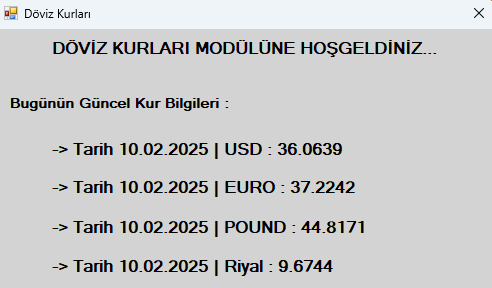 Döviz Kurları
DÖVİZ KURLARI MODÜLÜNE HOŞGELDİNİZ...
Bugünün Güncel Kur Bilgileri :
-> Tarih 10.02.2025 | USD : 36.0639
-> Tarih 10.02.2025 | EURO : 37.2242
-> Tarih 10.02.2025 | POUND : 44.8171
-> Tarih 10.02.2025 | Riyal : 9.6744